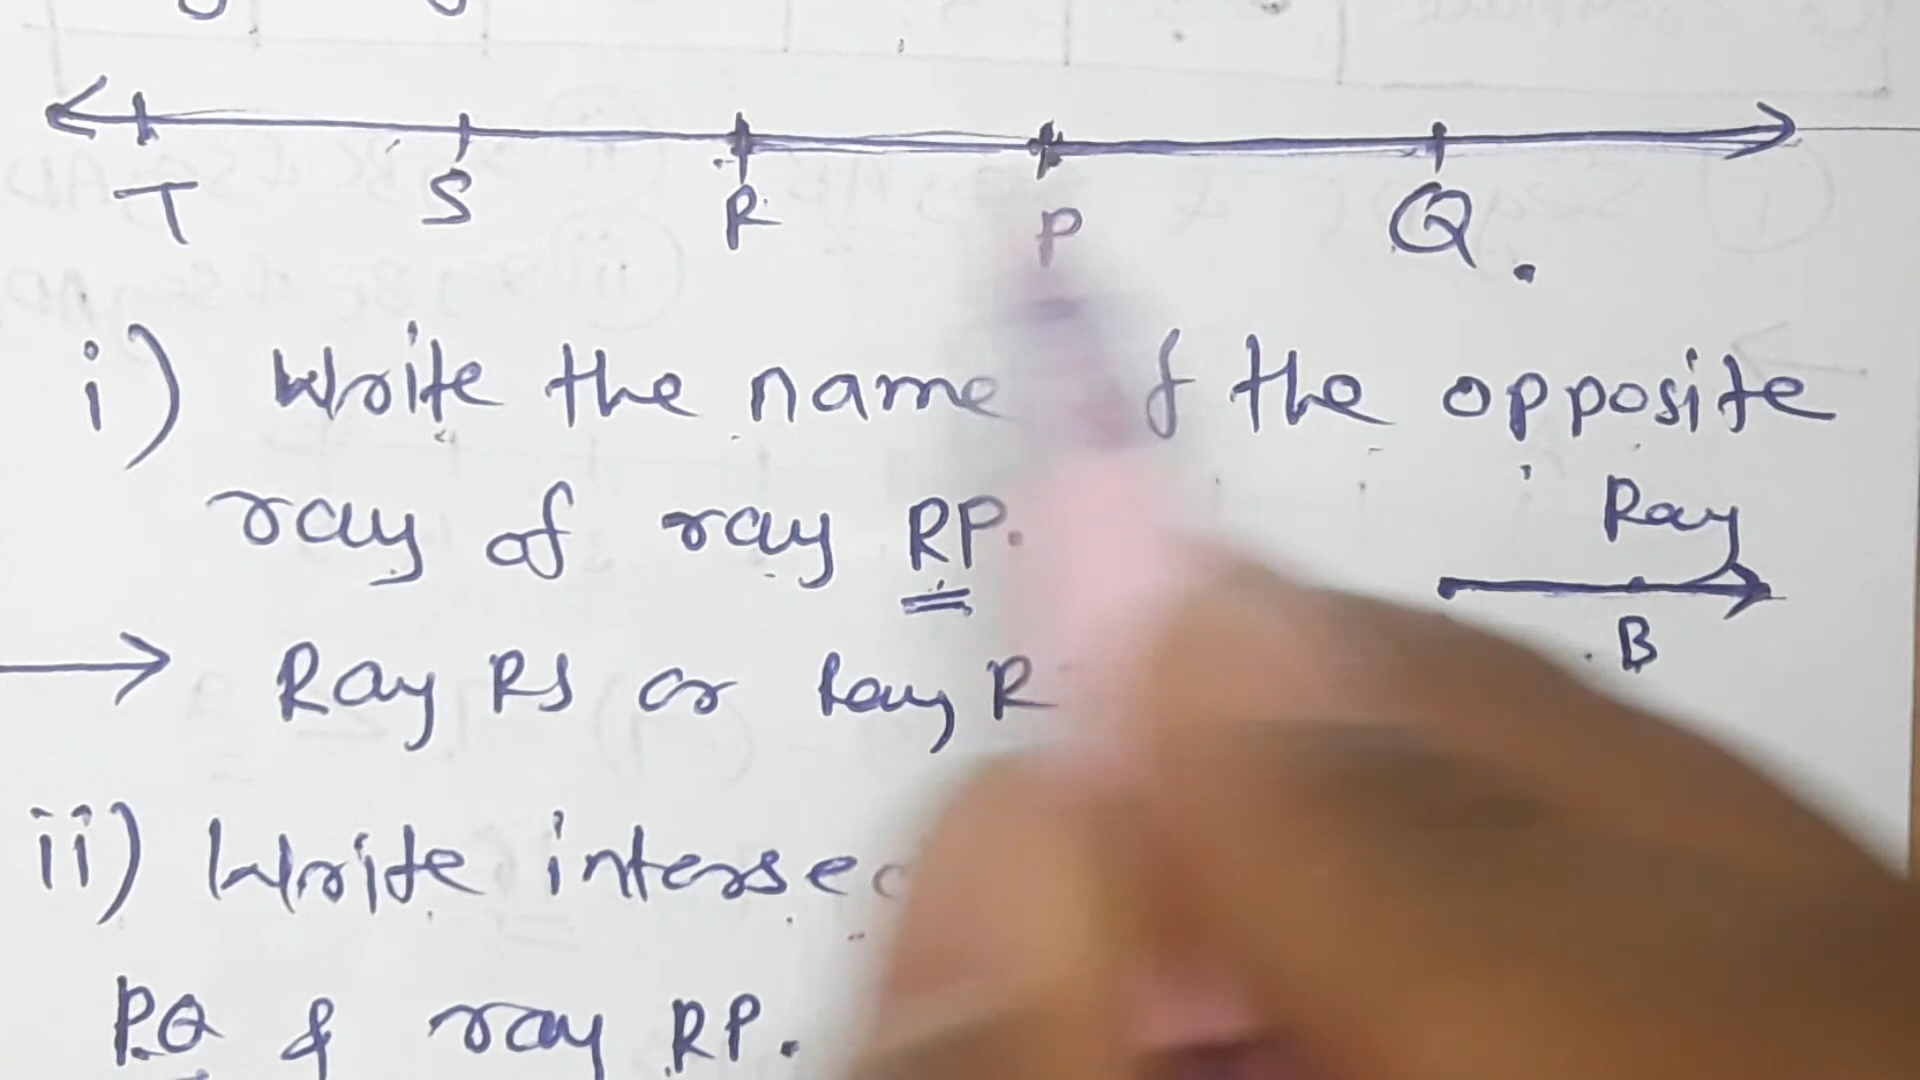 T S R P Q.
i) Write the name of the opposite
ray of ray RP.
Ray
B
Ray RS or Ray R
ii) Write intersec
PQ & ray RP.